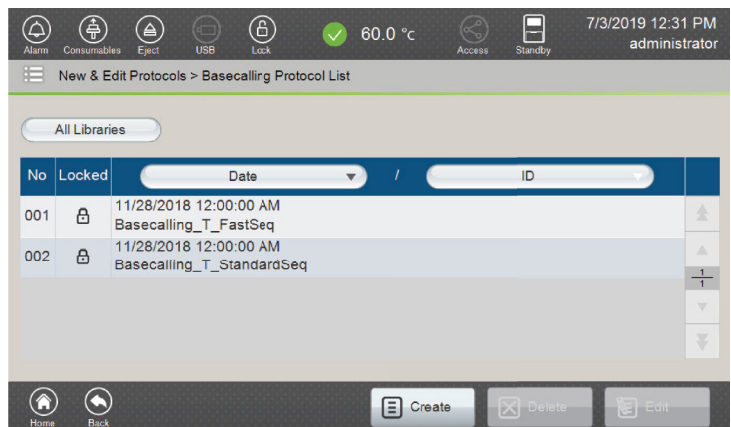 Alarm Consumables Eject USB Lock 60.0 °c Access Standby 7/3/2019 12:31 PM
administrator
New & Edit Protocols > Basecalling Protocol List
All Libraries
No Locked Date / ID
001 11/28/2018 12:00:00 AM
Basecalling_T_FastSeq
002 11/28/2018 12:00:00 AM
Basecalling_T_StandardSeq
1
1
Create Delete Edit
Home Back